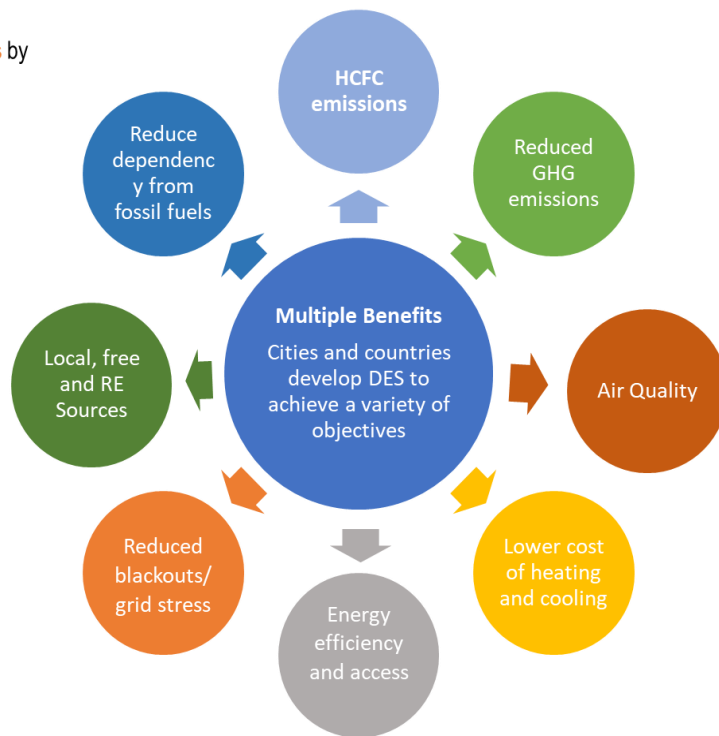 s by
HCFC
emissions
Reduced
GHG
emissions
Air Quality
Lower cost
of heating
and cooling
Energy
efficiency
and access
Reduced
blackouts/
grid stress
Local, free
and RE
Sources
Reduce
dependenc
y from
fossil fuels
Multiple Benefits
Cities and countries
develop DES to
achieve a variety of
objectives